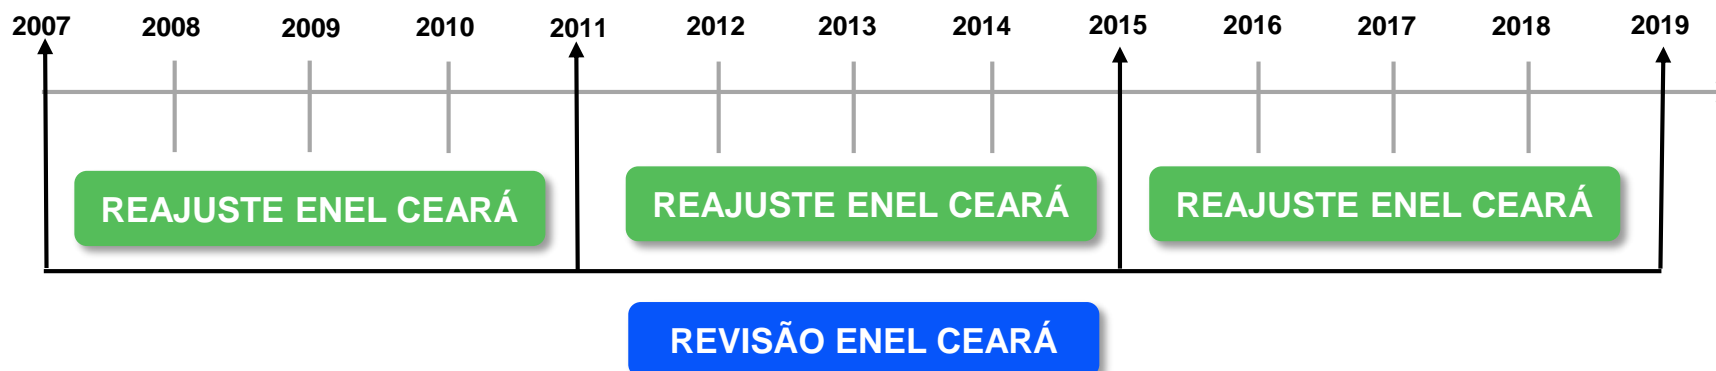 2007 2008 2009 2010 2011 2012 2013 2014 2015 2016 2017 2018 2019
REAJUSTE ENEL CEARÁ REAJUSTE ENEL CEARÁ REAJUSTE ENEL CEARÁ
REVISÃO ENEL CEARÁ